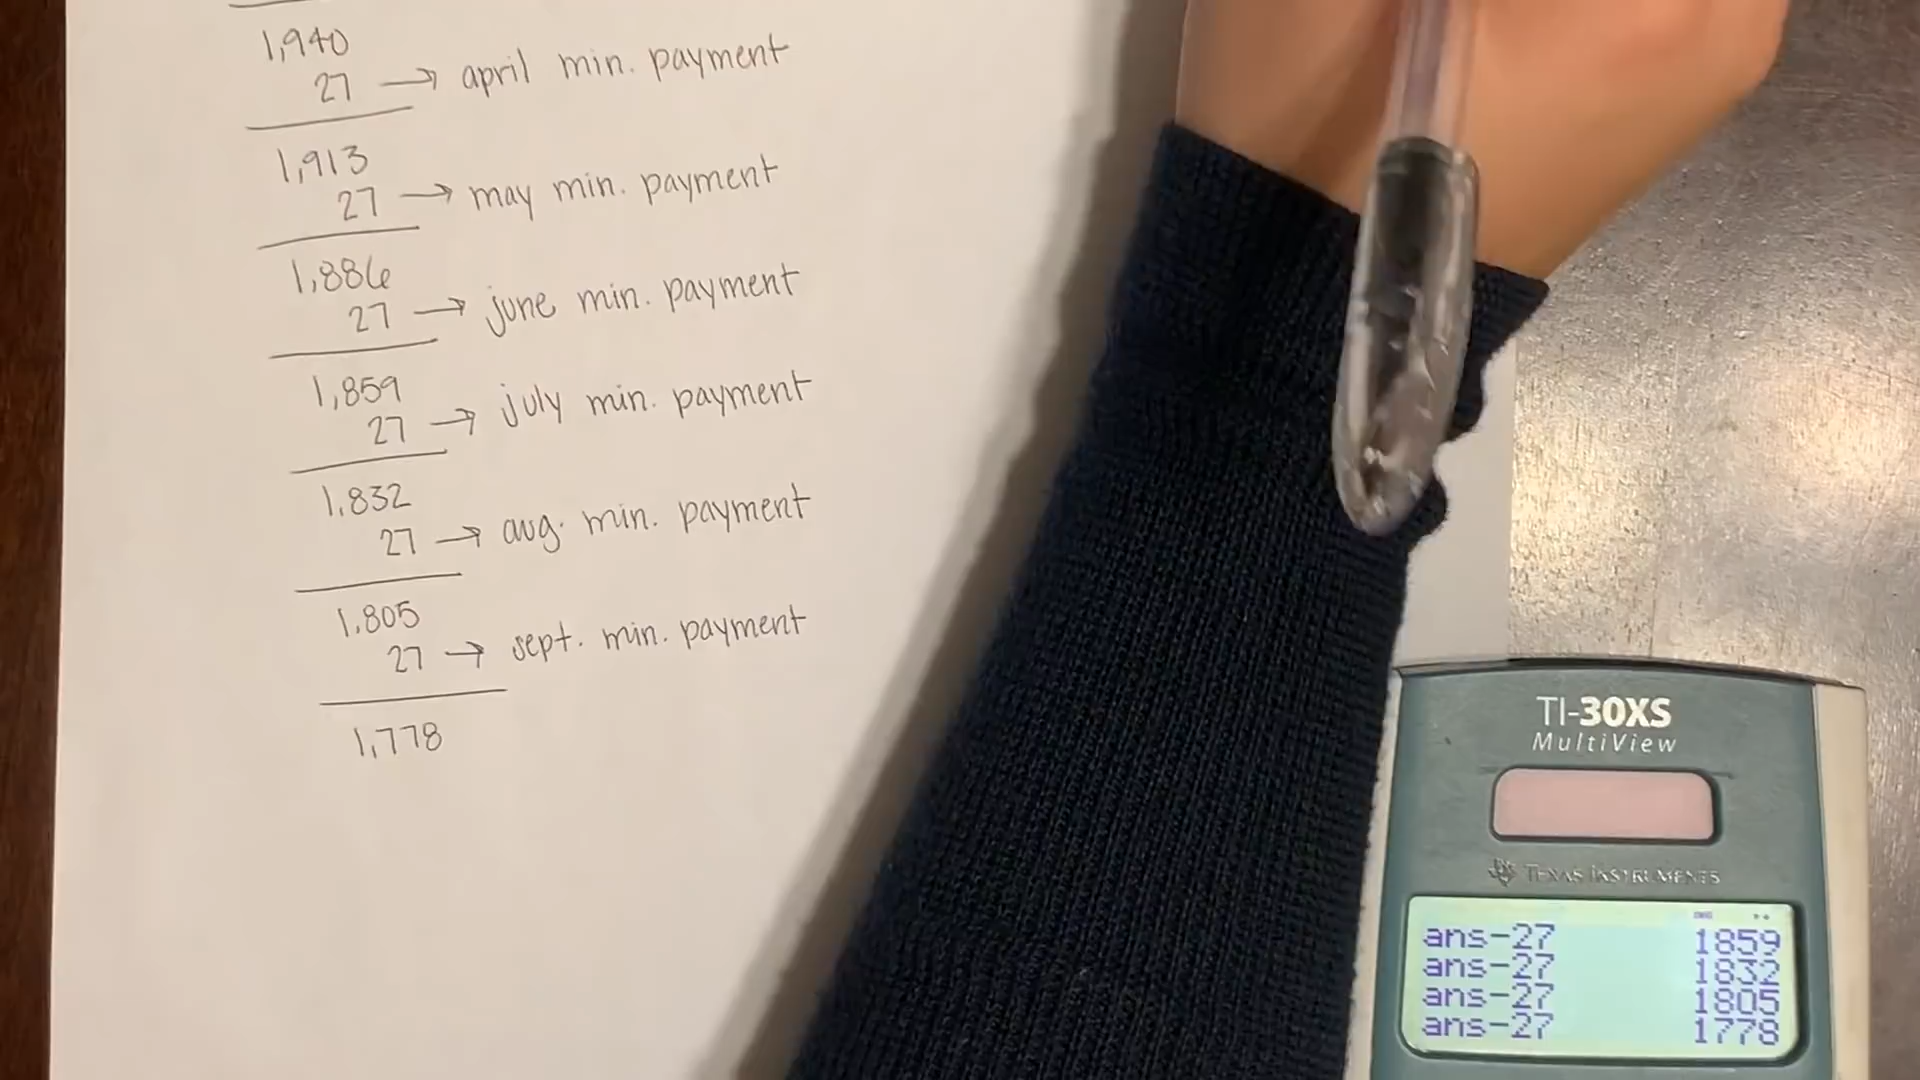 1,940
27 → april min. payment
1,913
27 → may min. payment
1,886
27 → june min. payment
1,859
27 → july min. payment
1,832
27 → aug. min. payment
1,805
27 → sept. min. payment
1,778
TI-30XS
MultiView
TEXAS INSTRUMENTS
ans-27 1859
ans-27 1832
ans-27 1805
ans-27 1778